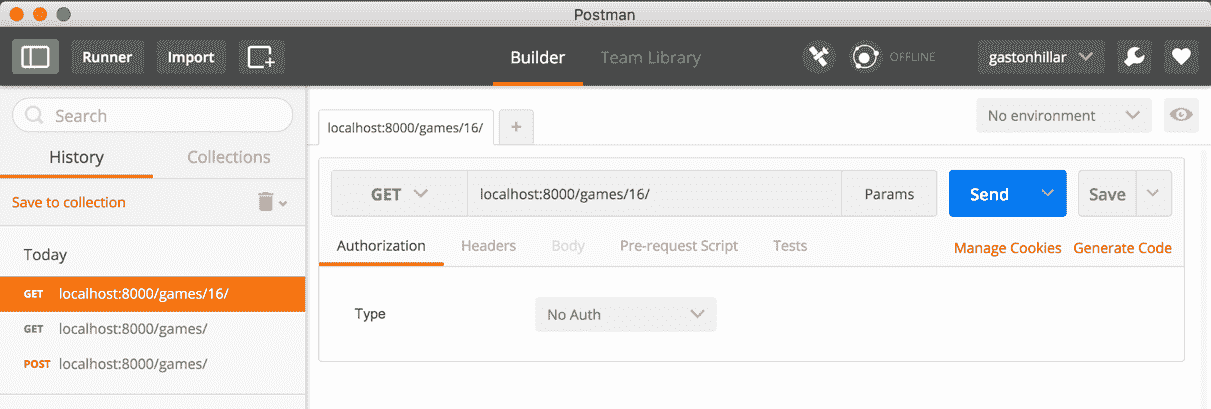 Postman
Runner Import Builder Team Library OFFLINE gastonhillar
Search
History Collections
Save to collection
Today
GET localhost:8000/games/16/
GET localhost:8000/games/
POST localhost:8000/games/
localhost:8000/games/16/ + No environment
GET localhost:8000/games/16/ Params Send Save
Authorization Headers Body Pre-request Script Tests Manage Cookies Generate Code
Type No Auth